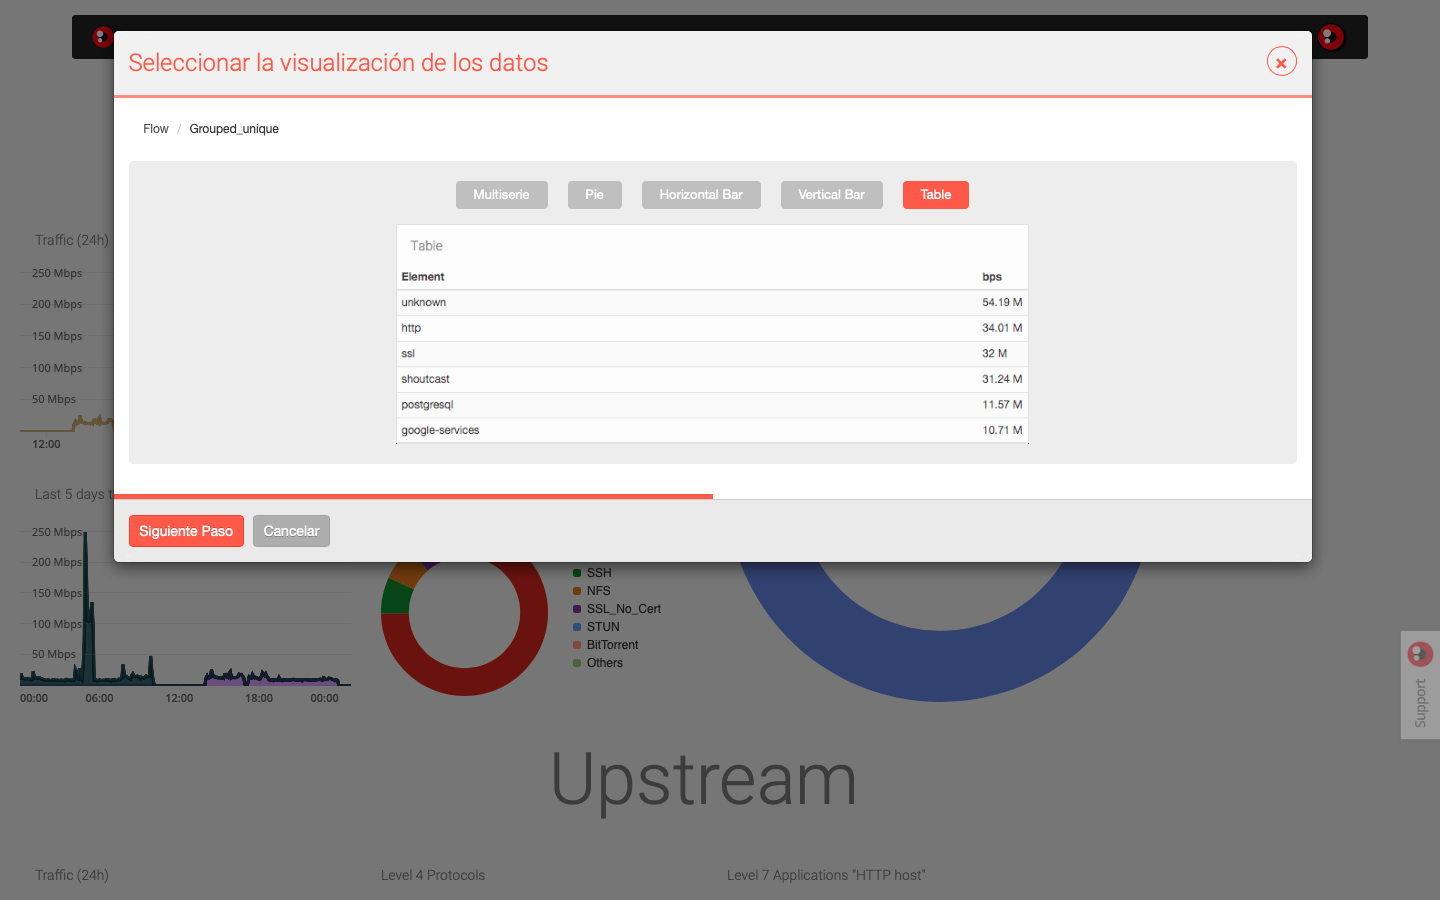 Seleccionar la visualización de los datos
Flow / Grouped_unique
Multiserie Pie Horizontal Bar Vertical Bar Table
Table
Element bps
unknown 54.19 M
http 34.01 M
ssl 32 M
shoutcast 31.24 M
postgresql 11.57 M
google-services 10.71 M
Siguiente Paso Cancelar
Traffic (24h)
250 Mbps
200 Mbps
150 Mbps
100 Mbps
50 Mbps
12:00
Last 5 days t
250 Mbps
200 Mbps
150 Mbps
100 Mbps
50 Mbps
00:00 06:00 12:00 18:00 00:00
SSH
NFS
SSL_No_Cert
STUN
BitTorrent
Others
Support
Upstream
Traffic (24h)
Level 4 Protocols
Level 7 Applications "HTTP host"